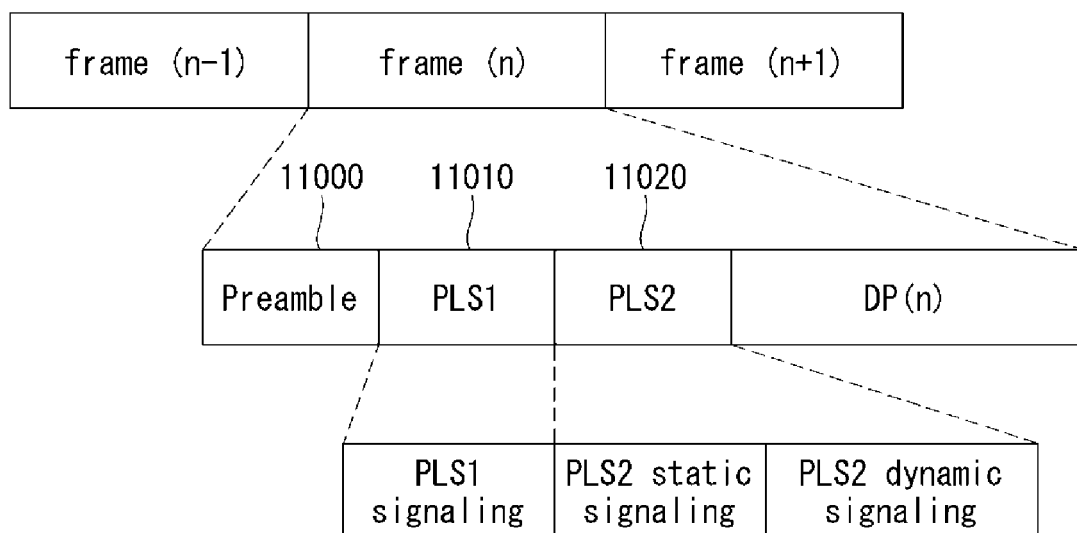 frame (n-1) frame (n) frame (n+1)
11000 11010 11020
Preamble PLS1 PLS2 DP(n)
PLS1 signaling
PLS2 static signaling
PLS2 dynamic signaling